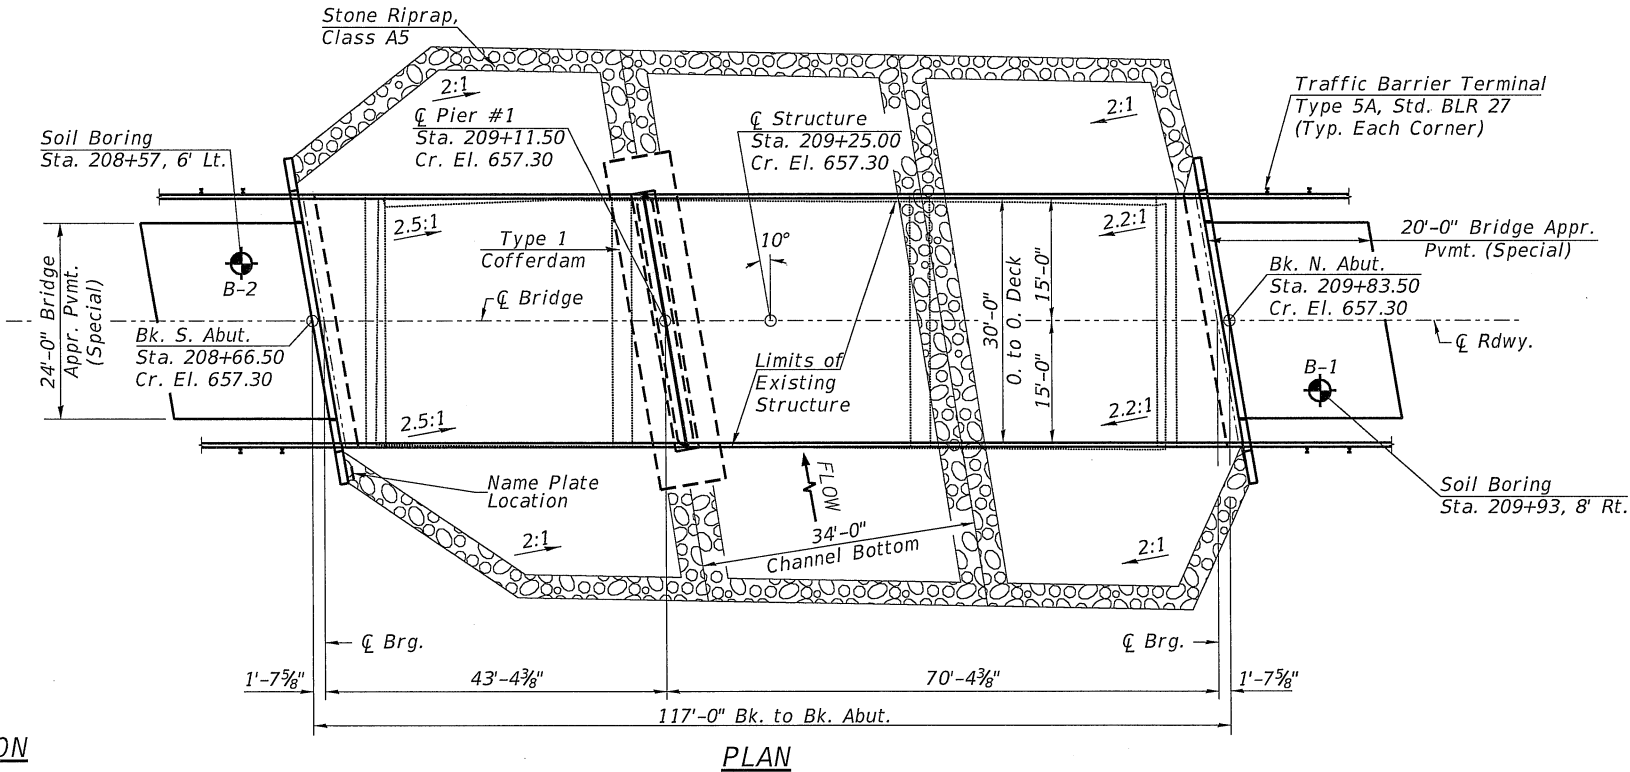 Stone Riprap,
Class A5
2:1
2:1
Traffic Barrier Terminal
Type 5A, Std. BLR 27
(Typ. Each Corner)
Soil Boring
Sta. 208+57, 6' Lt.
℄ Pier #1
Sta. 209+11.50
Cr. El. 657.30
℄ Structure
Sta. 209+25.00
Cr. El. 657.30
2.5:1
Type 1
Cofferdam
10°
2.2:1
20'-0" Bridge Appr.
Pvmt. (Special)
B-2
℄ Bridge
24'-0" Bridge
Appr. Pvmt.
(Special)
30'-0"
O. to O. Deck
15'-0"
15'-0"
Bk. N. Abut.
Sta. 209+83.50
Cr. El. 657.30
Bk. S. Abut.
Sta. 208+66.50
Cr. El. 657.30
℄ Rdwy.
Limits of
Existing
Structure
B-1
2.5:1
2.2:1
Name Plate
Location
FLOW
Soil Boring
Sta. 209+93, 8' Rt.
2:1
34'-0"
Channel Bottom
2:1
℄ Brg.
℄ Brg.
1'-7⅝"
43'-4⅜"
70'-4⅜"
1'-7⅝"
117'-0" Bk. to Bk. Abut.
ON
PLAN